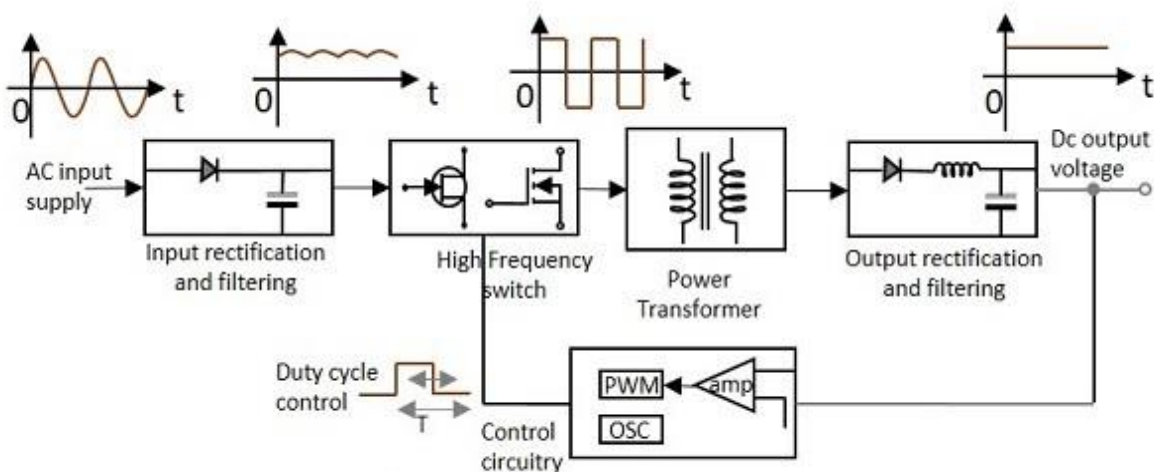 0
t
0
t
0
t
0
t
AC input
supply
Input rectification
and filtering
High Frequency
switch
Power
Transformer
Dc output
voltage
Output rectification
and filtering
Duty cycle
control
T
Control
circuitry
PWM
amp
OSC